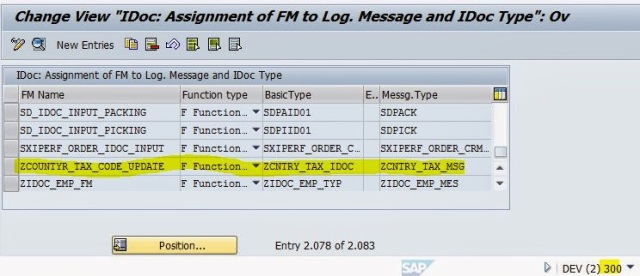 Change View "IDoc: Assignment of FM to Log. Message and IDoc Type": Ov
New Entries
IDoc: Assignment of FM to Log. Message and IDoc Type
FM Name Function type BasicType E.. Messg.Type
SD_IDOC_INPUT_PACKING F Function… SDPAID01 SDPACK
SD_IDOC_INPUT_PICKING F Function… SDPIID01 SDPICK
SXIPERF_ORDER_IDOC_INPUT F Function… SXIPERF_ORDER_C… SXIPERF_ORDER_CRM…
ZCOUNTYR_TAX_CODE_UPDATE F Function… ZCNTRY_TAX_IDOC ZCNTRY_TAX_MSG
ZIDOC_EMP_FM F Function… ZIDOC_EMP_TYP ZIDOC_EMP_MES
Position... Entry 2.078 of 2.083
SAP DEV (2) 300